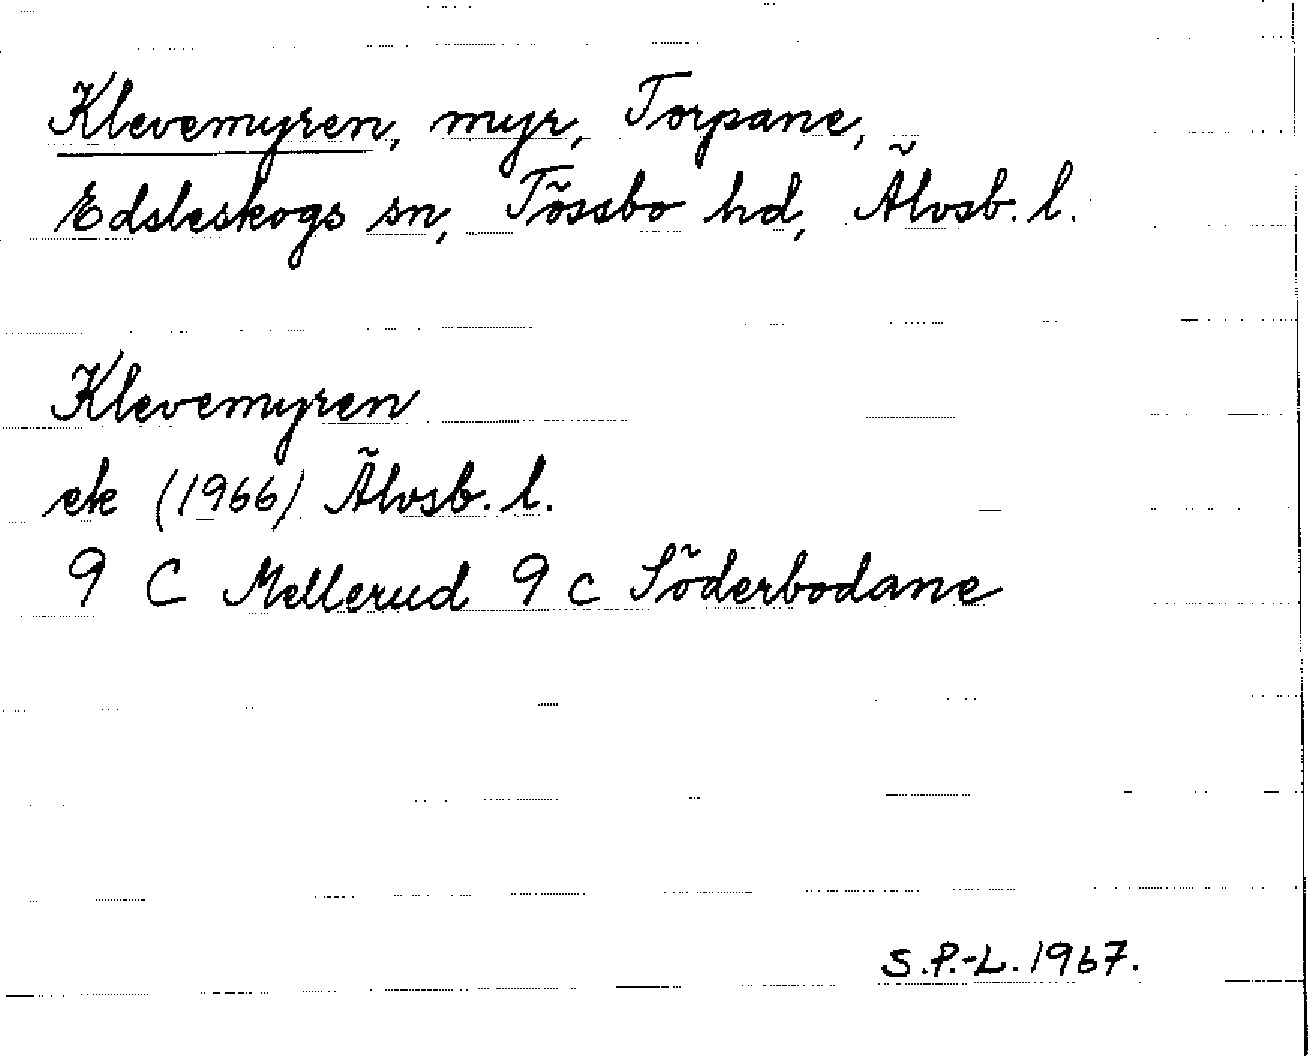 Klevemyren, myr, Torpane,
Edsleskogs sn, Tössbo hd, Älvsb. l.
Klevemyren
ek (1966) Älvsb. l.
9 C Mellerud 9 c Söderbodane
S.P.-L. 1967.